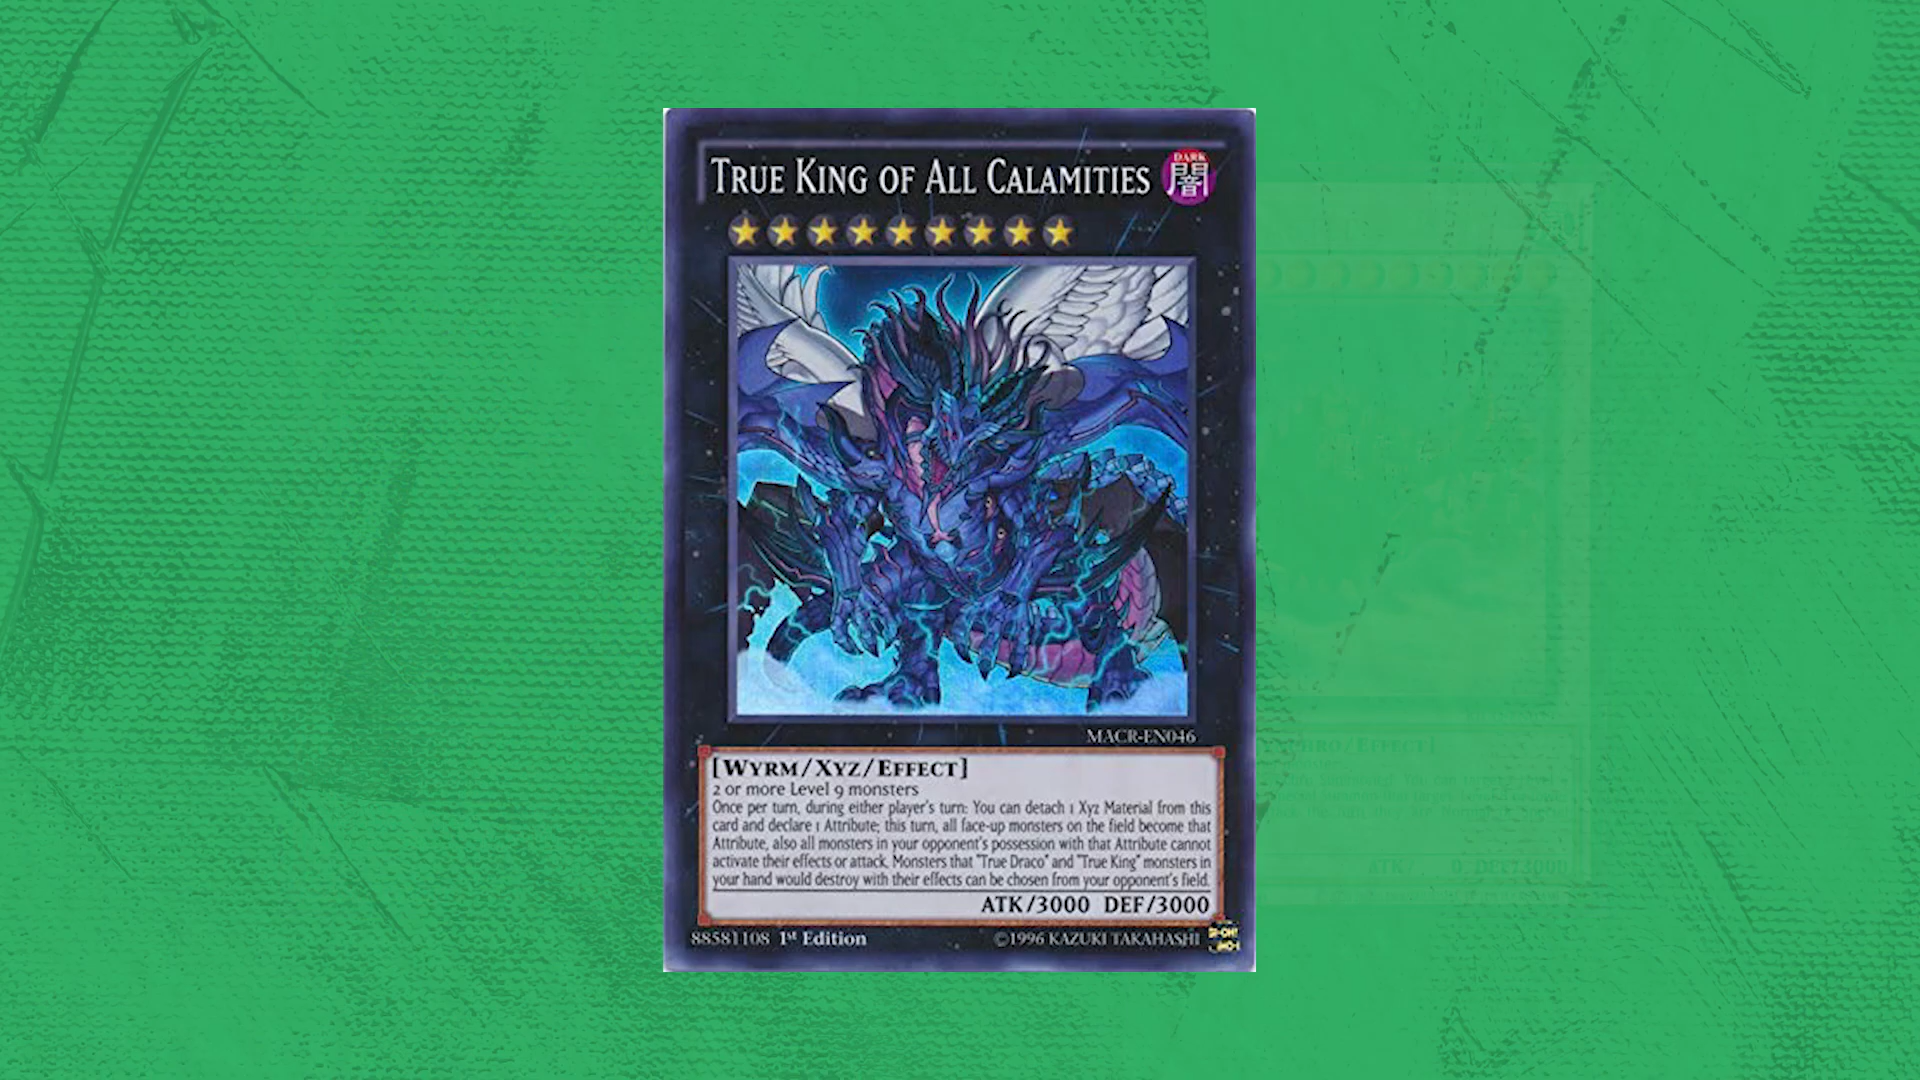 TRUE KING OF ALL CALAMITIES
DARK
闇
MACR-EN046
[WYRM/XYZ/EFFECT]
2 or more Level 9 monsters
Once per turn, during either player's turn: You can detach 1 Xyz Material from this
card and declare 1 Attribute; this turn, all face-up monsters on the field become that
Attribute, also all monsters in your opponent's possession with that Attribute cannot
activate their effects or attack. Monsters that "True Draco" and "True King" monsters in
your hand would destroy with their effects can be chosen from your opponent's field.
ATK/3000 DEF/3000
88581108 1st Edition
©1996 KAZUKI TAKAHASHI
ATK/ 0 DEF/3000